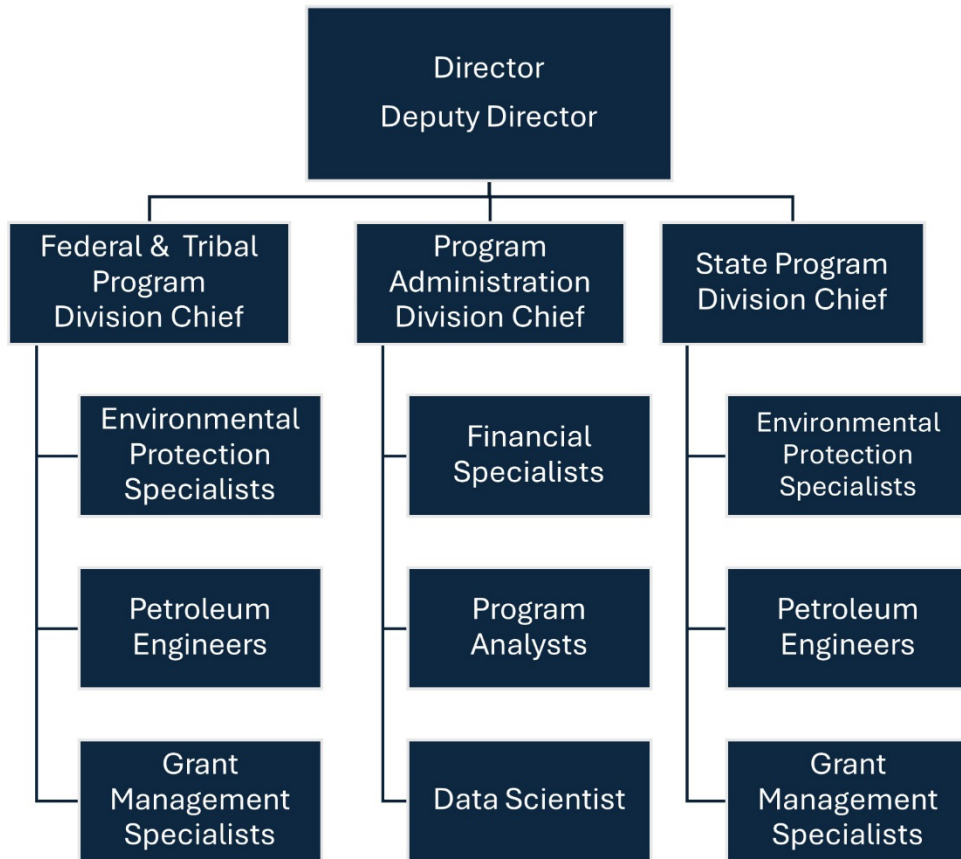 Director
Deputy Director
Federal & Tribal
Program
Division Chief
Program
Administration
Division Chief
State Program
Division Chief
Environmental
Protection
Specialists
Financial
Specialists
Environmental
Protection
Specialists
Petroleum
Engineers
Program
Analysts
Petroleum
Engineers
Grant
Management
Specialists
Data Scientist
Grant
Management
Specialists